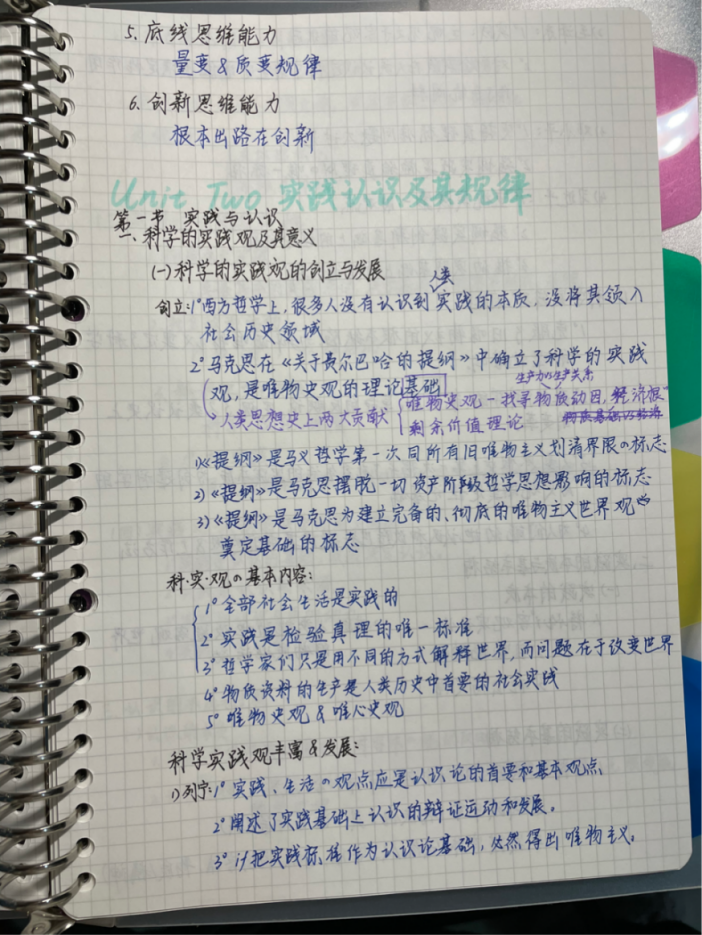 5. 底线思维能力
量变&质变规律
6. 创新思维能力
根本出路在创新
Unit Two 实践认识及其规律
第一节 实践与认识
一、科学的实践观及其意义
(一)科学的实践观的创立与发展
人类
创立:1°西方哲学上,很多人没有认识到实践的本质,没将其领入
社会历史领域
2°马克思在《关于费尔巴哈的提纲》中确立了科学的实践
生产力&生产关系
观,是唯物史观的理论基础
唯物史观-找寻物质动因,经济根
人类思想史上两大贡献
剩余价值理论
1)《提纲》是马义哲学第一次同所有旧唯物主义划清界限の标志
2)《提纲》是马克思摆脱一切资产阶级哲学思想影响的标志
3)《提纲》是马克思为建立完备的、彻底的唯物主义世界观の
奠定基础的标志
科·实·观の基本内容:
1°全部社会生活是实践的
2°实践是检验真理的唯一标准
3°哲学家们只是用不同的方式解释世界,而问题在于改变世界
4°物质资料的生产是人类历史中首要的社会实践
5°唯物史观&唯心史观
科学实践观丰富&发展:
1)列宁:1°实践、生活の观点应是认识论的首要和基本观点
2°阐述了实践基础上认识的辩证运动和发展。
3°if把实践标准作为认识论基础,必然得出唯物主义。